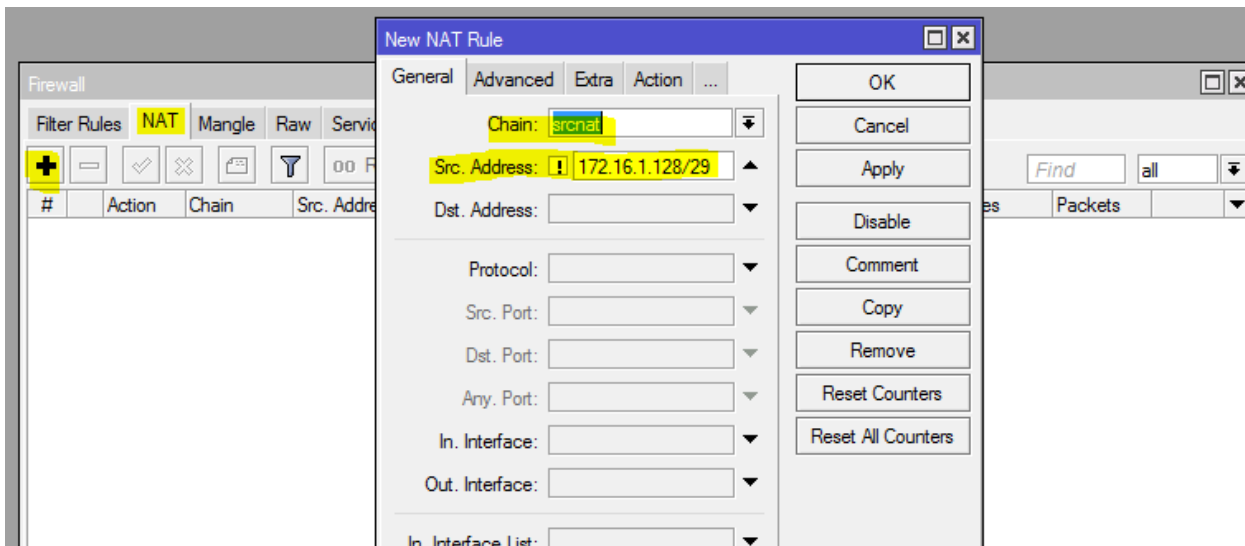 New NAT Rule
Firewall
General Advanced Extra Action ...
OK
Filter Rules NAT Mangle Raw
Chain: srcnat
Cancel
Src. Address: ! 172.16.1.128/29
Apply
Find all
# Action Chain Src. Addre
Packets
Dst. Address:
Disable
Protocol:
Comment
Src. Port:
Copy
Dst. Port:
Remove
Any. Port:
Reset Counters
In. Interface:
Reset All Counters
Out. Interface:
In. Interface List: